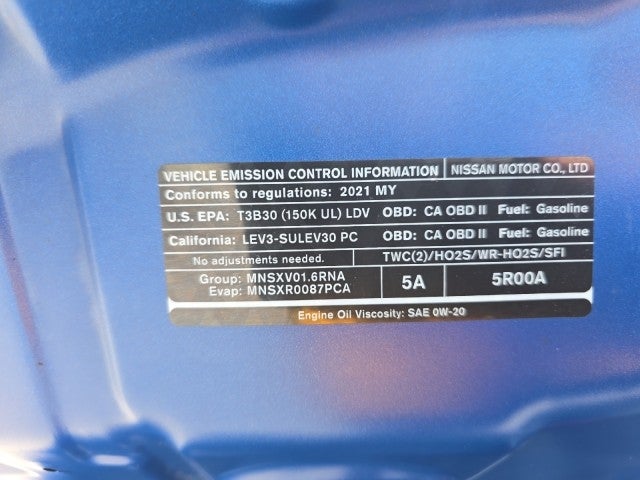 VEHICLE EMISSION CONTROL INFORMATION NISSAN MOTOR CO., LTD
Conforms to regulations: 2021 MY
U.S. EPA: T3B30 (150K UL) LDV OBD: CA OBD II Fuel: Gasoline
California: LEV3-SULEV30 PC OBD: CA OBD II Fuel: Gasoline
No adjustments needed. TWC(2)/HO2S/WR-HO2S/SFI
Group: MNSXV01.6RNA
Evap: MNSXR0087PCA
5A 5R00A
Engine Oil Viscosity: SAE 0W-20